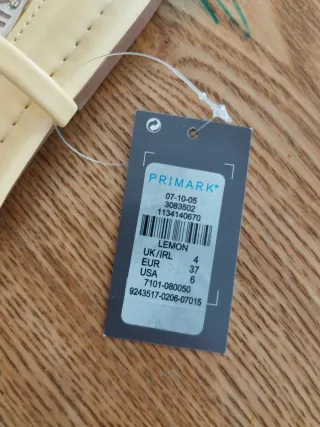 PRIMARK®
07-10-05
3083502
1134140670
LEMON
UK/IRL 4
EUR 37
USA 6
7101-080050
9243517-0206-07015